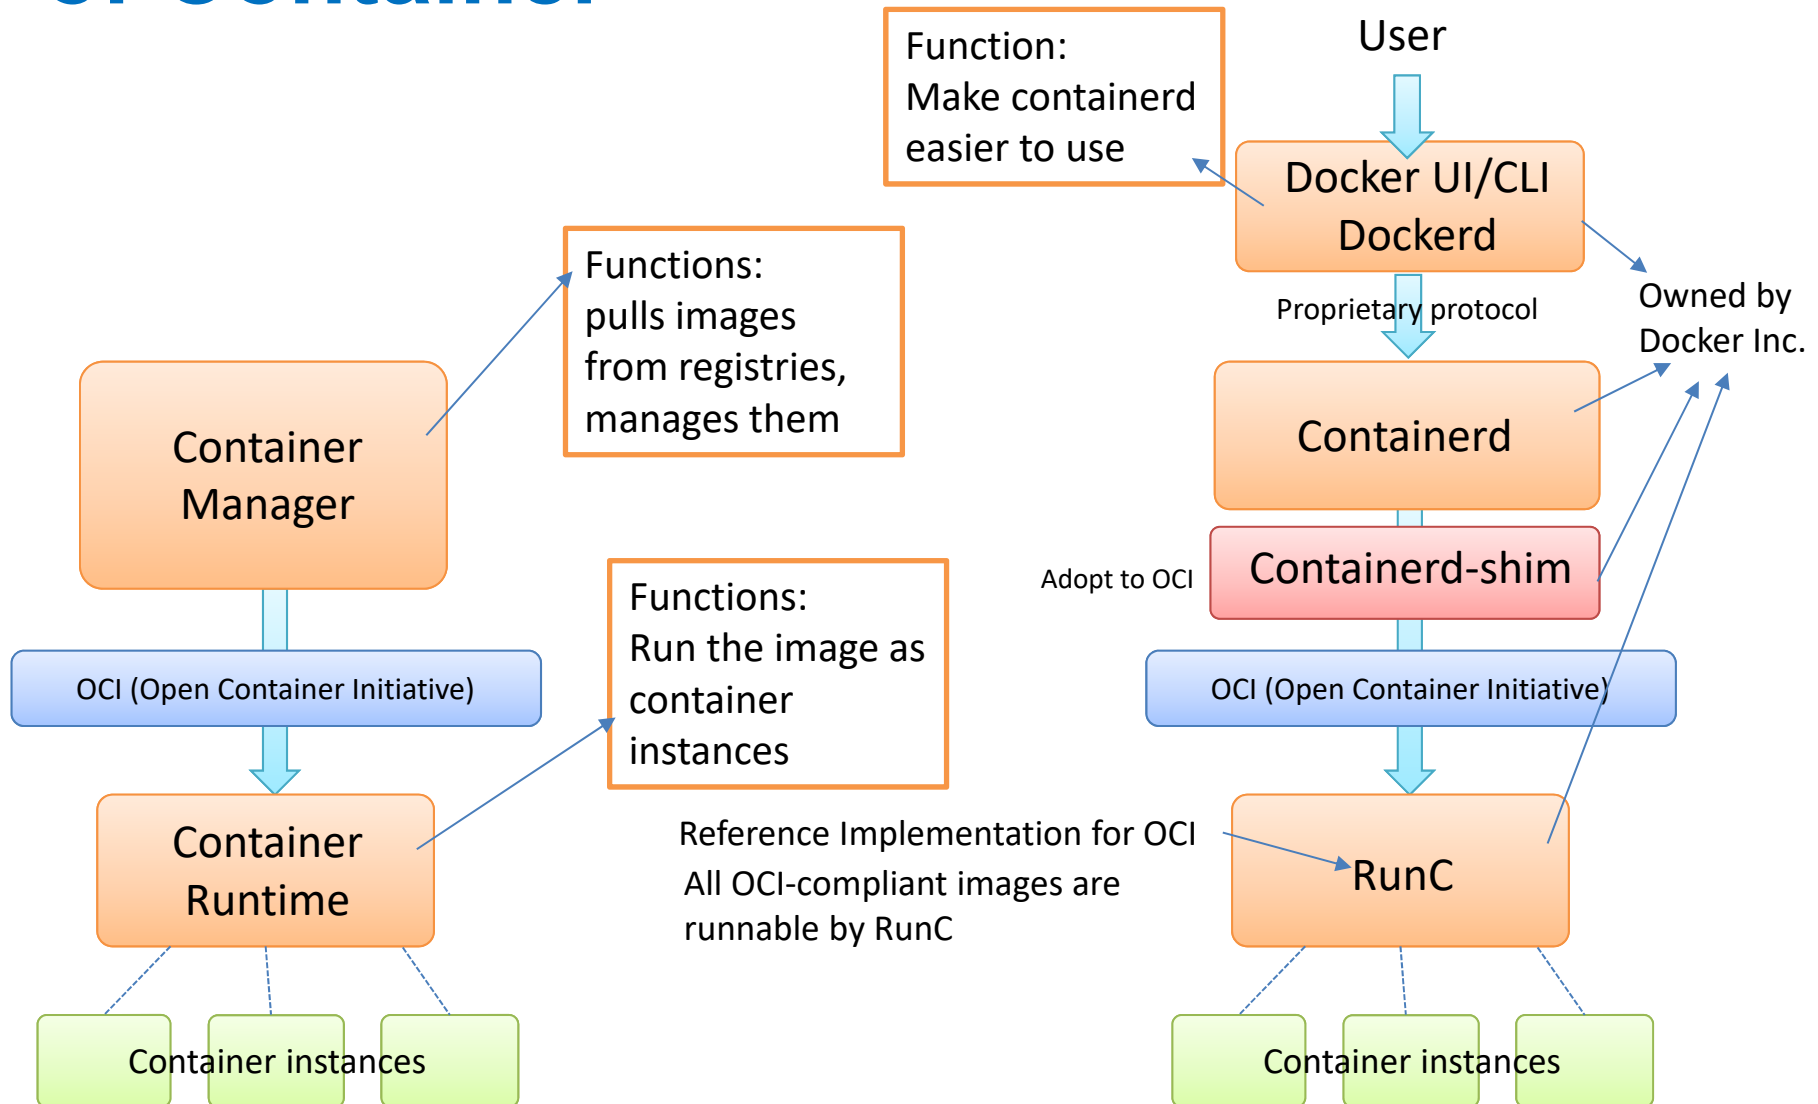 of Container
Function:
Make containerd
easier to use
User
Docker UI/CLI
Dockerd
Functions:
pulls images
from registries,
manages them
Proprietary protocol
Owned by
Docker Inc.
Container
Manager
Containerd
Adopt to OCI
Containerd-shim
Functions:
Run the image as
container
instances
OCI (Open Container Initiative)
OCI (Open Container Initiative)
Container
Runtime
Reference Implementation for OCI
All OCI-compliant images are
runnable by RunC
RunC
Container instances
Container instances